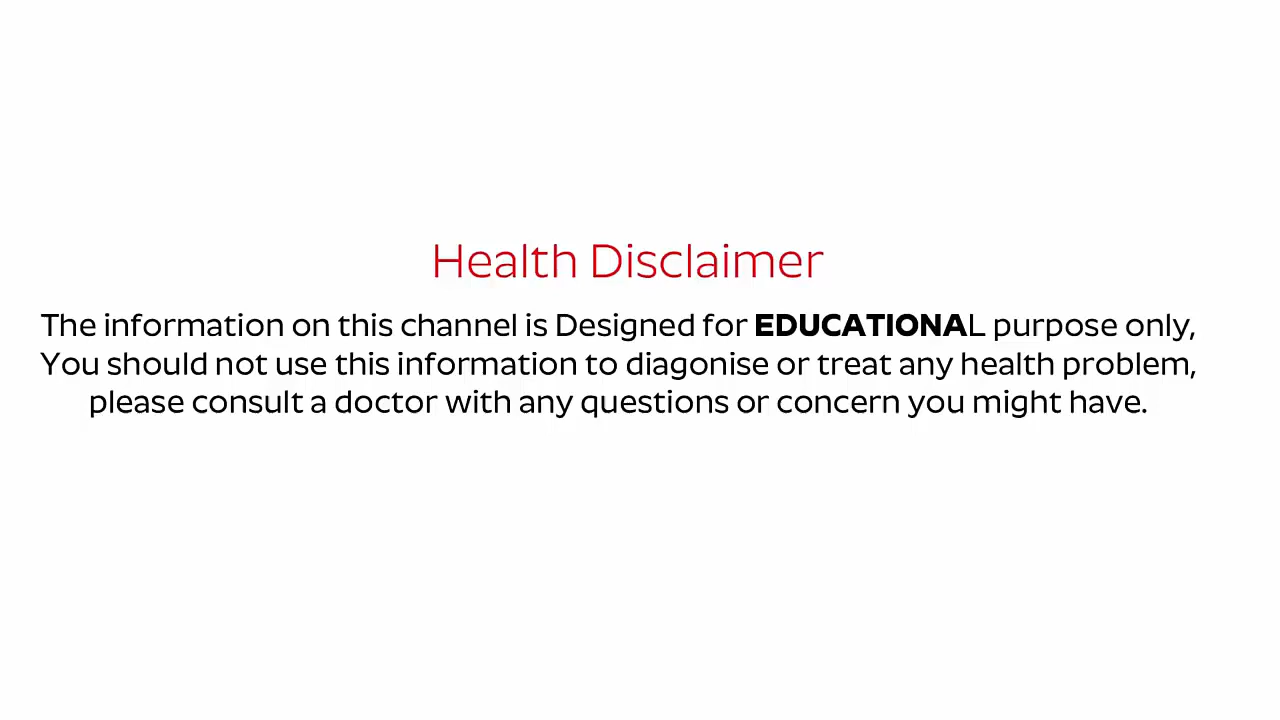 Health Disclaimer
The information on this channel is Designed for EDUCATIONAL purpose only,
You should not use this information to diagonise or treat any health problem,
please consult a doctor with any questions or concern you might have.